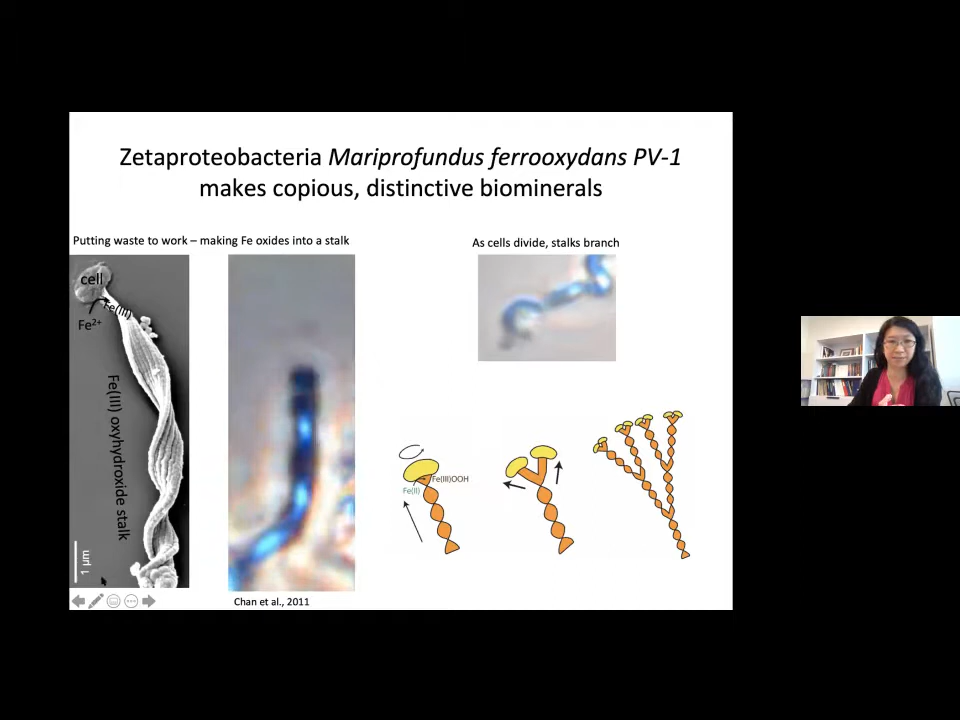 Zetaproteobacteria Mariprofundus ferrooxydans PV-1
makes copious, distinctive biominerals
Putting waste to work – making Fe oxides into a stalk
As cells divide, stalks branch
cell
Fe(III)
Fe2+
Fe(III) oxyhydroxide stalk
1 µm
Fe(III)OOH
Fe(II)
Chan et al., 2011